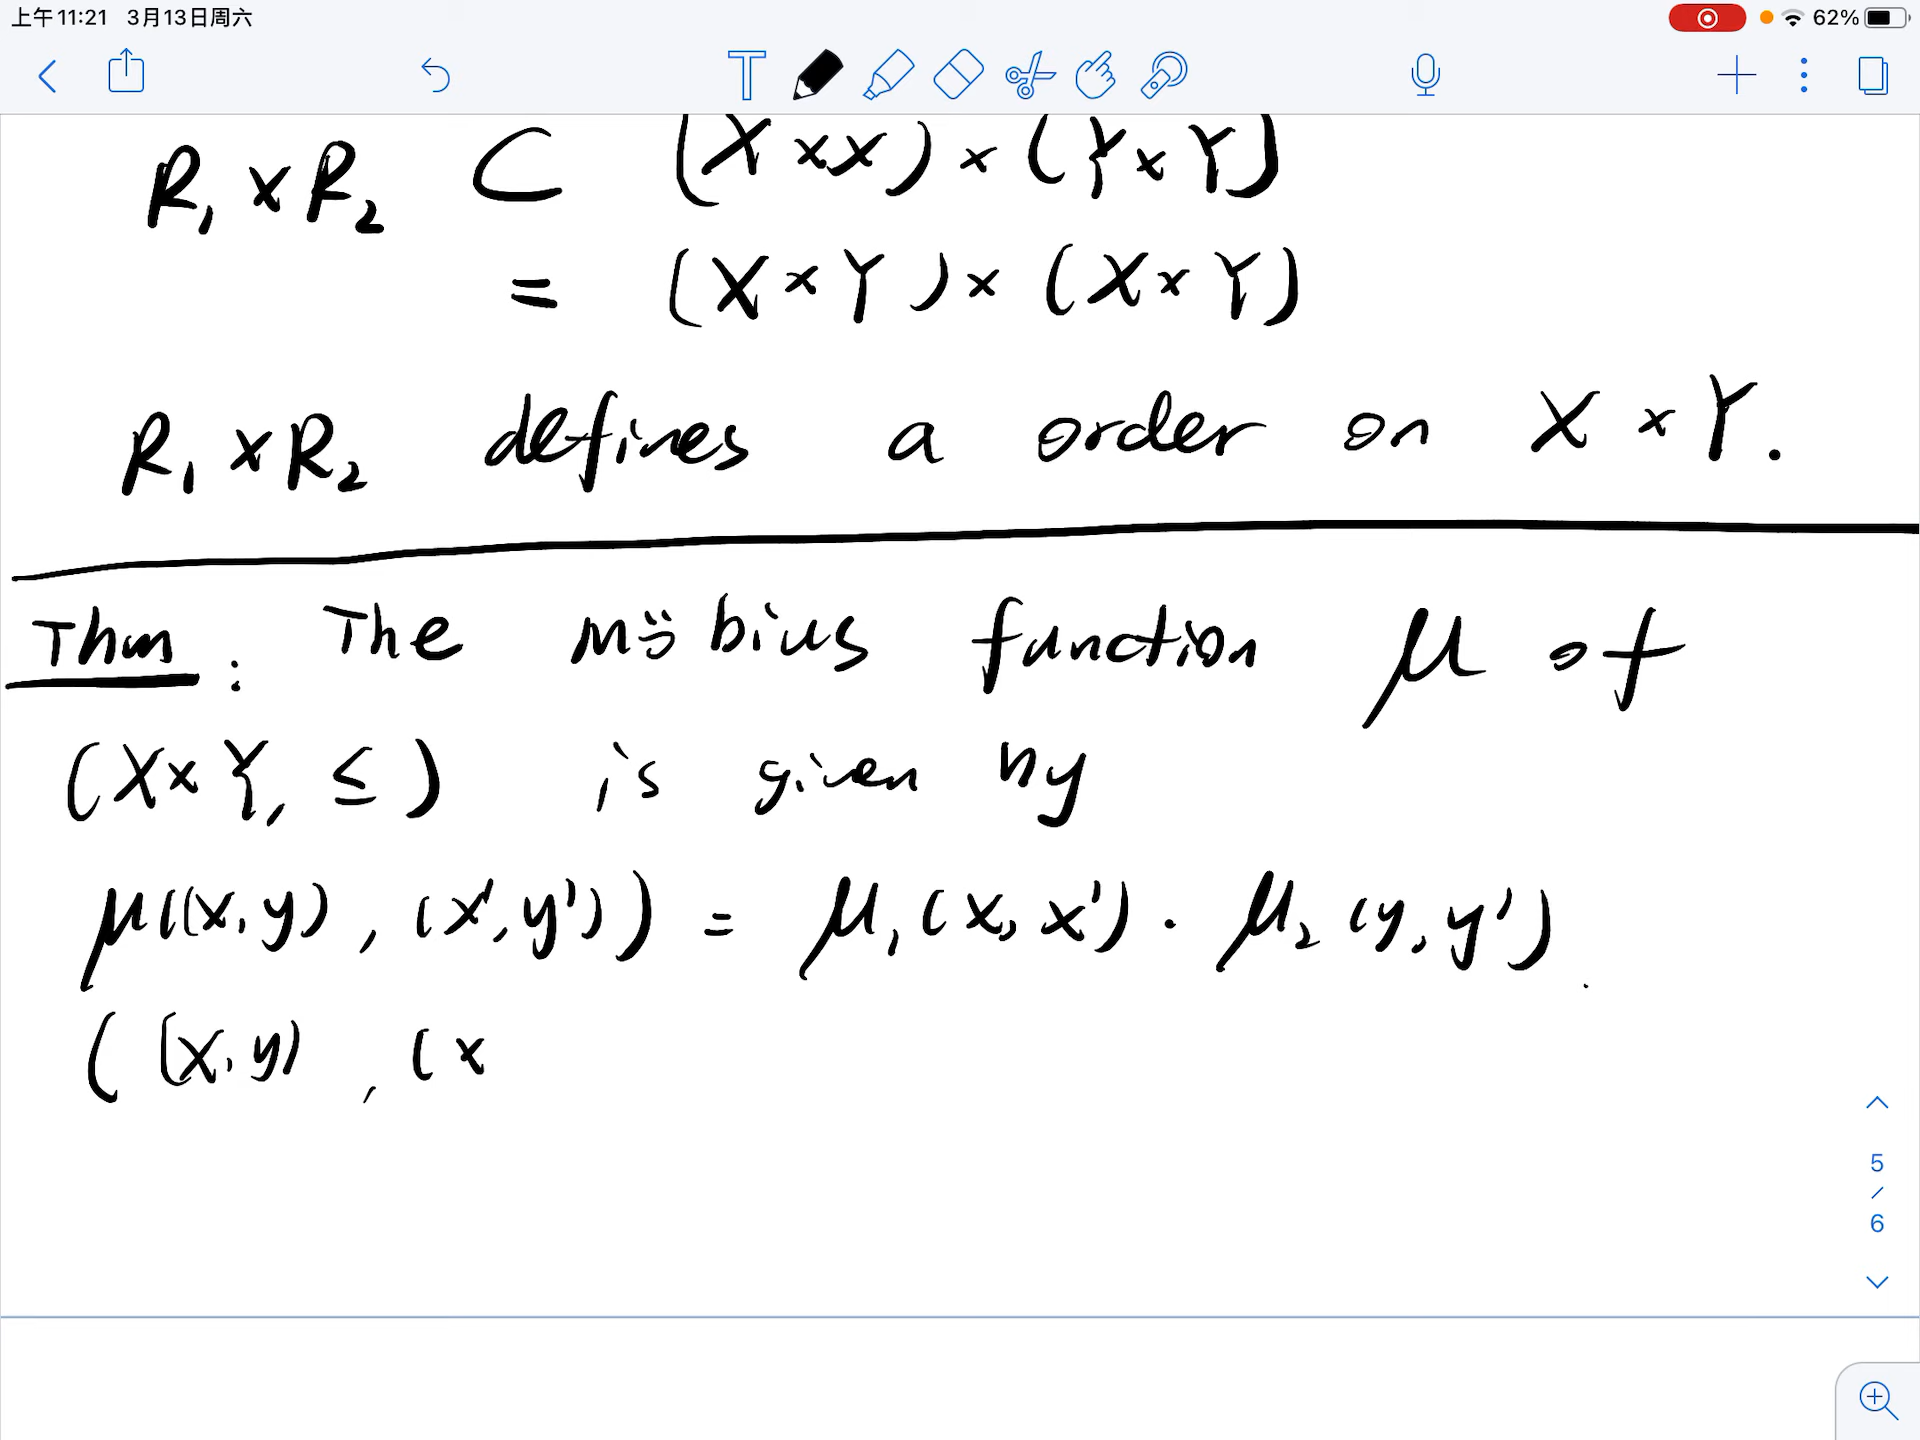 上午11:21 3月13日周六 62%
T
R₁ × R₂ ⊂ (X × X) × (Y × Y)
= (X × Y) × (X × Y)
R₁ × R₂ defines a order on X × Y.
Thm: The möbius function μ of
(X × Y, ≤) is given by
μ((x,y), (x',y')) = μ₁(x, x') · μ₂(y, y').
((x,y), (x
5
/
6